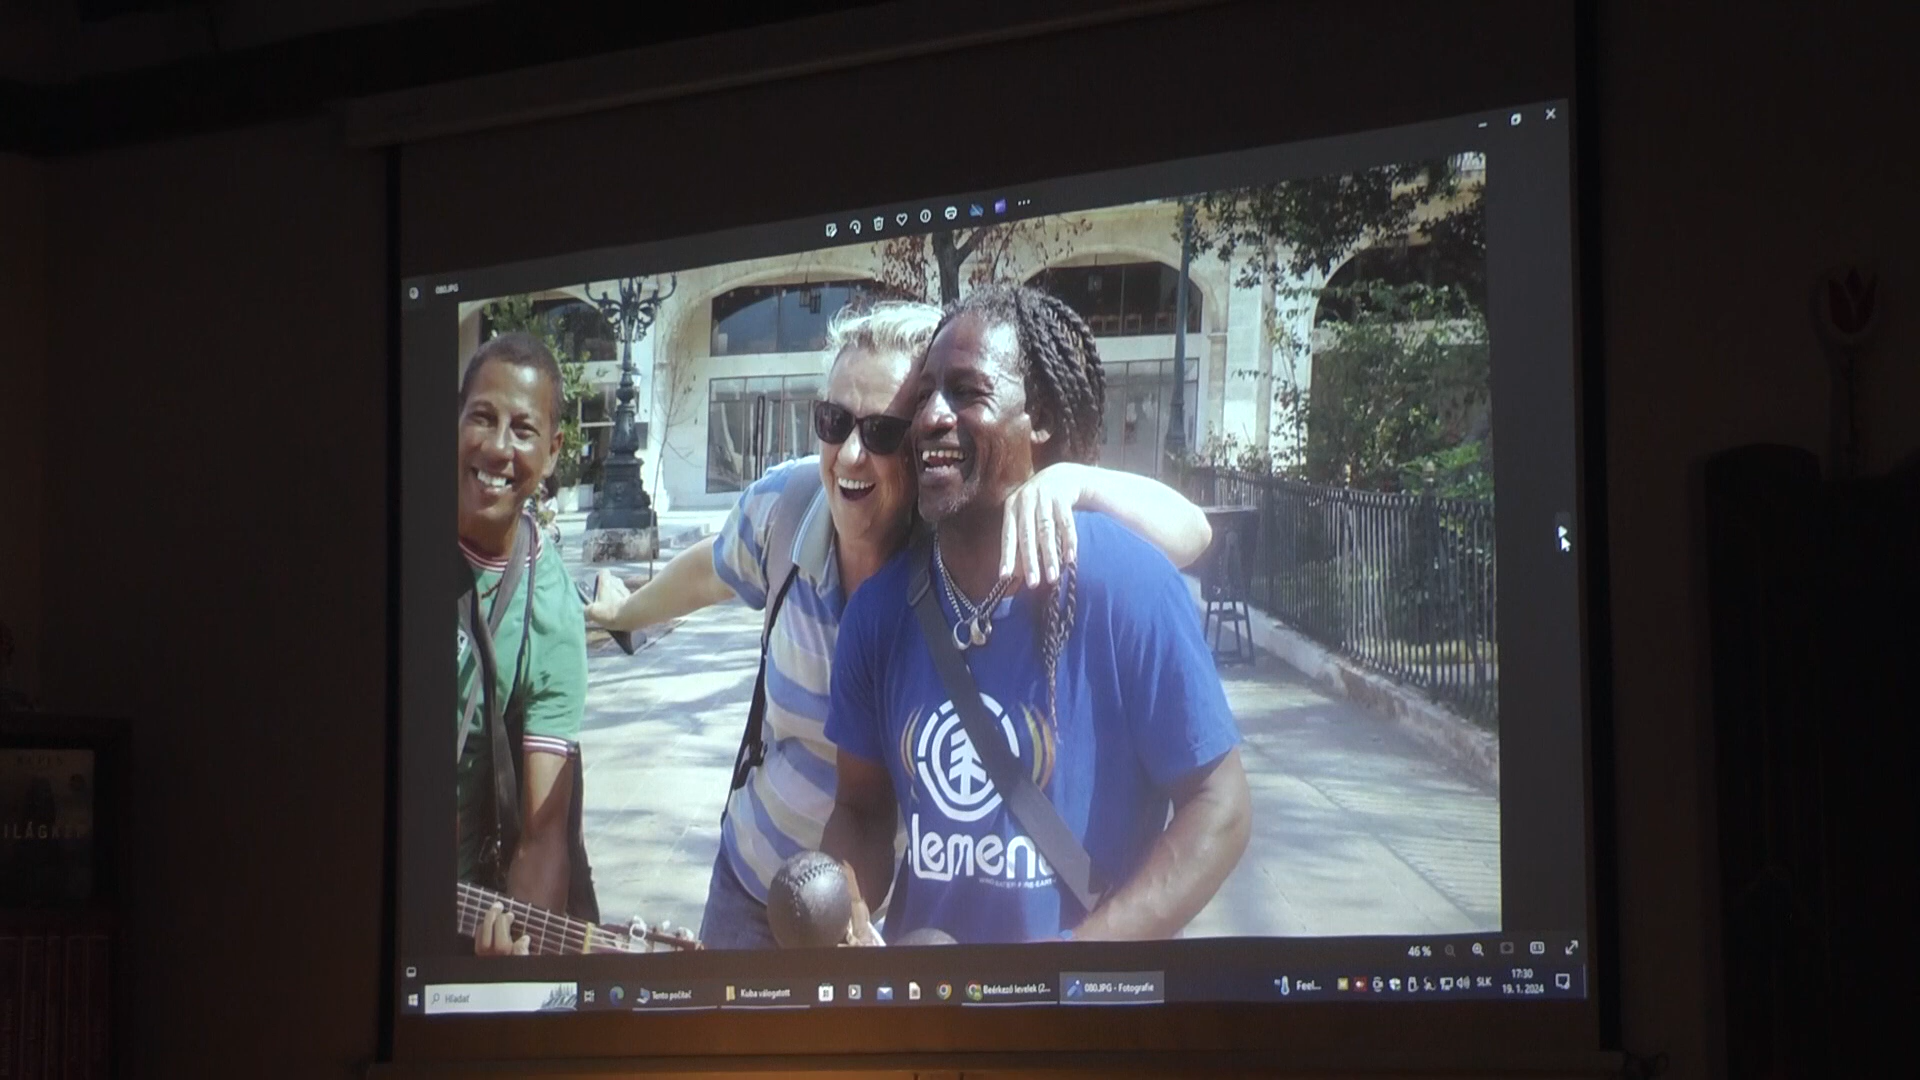 080.JPG
element
46 %
Hľadať
Tento počítač
Kuba válogatott
Beérkező levelek (2...
080.JPG - Fotografie
Feel...
SLK
17:30
19. 1. 2024